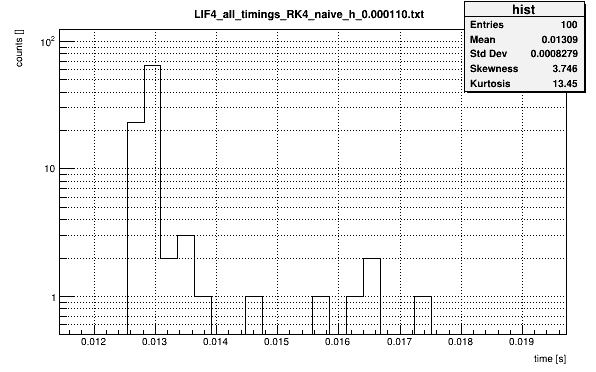 LIF4_all_timings_RK4_naive_h_0.000110.txt
hist
Entries 100
Mean 0.01309
Std Dev 0.0008279
Skewness 3.746
Kurtosis 13.45
counts []
10²
10
1
0.012 0.013 0.014 0.015 0.016 0.017 0.018 0.019
time [s]